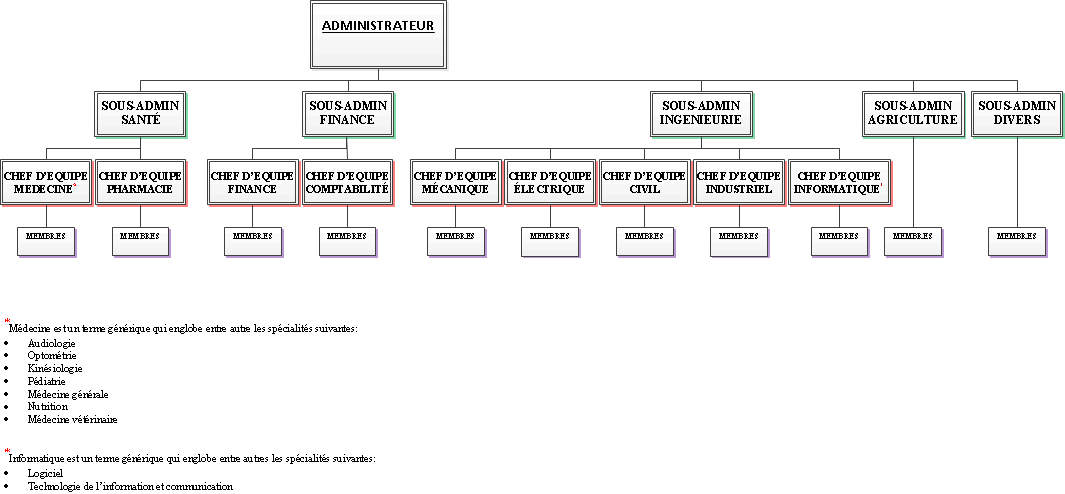 ADMINISTRATEUR
SOUS-ADMIN
SANTÉ
SOUS-ADMIN
FINANCE
SOUS-ADMIN
INGENIEURIE
SOUS-ADMIN
AGRICULTURE
SOUS-ADMIN
DIVERS
CHEF D'EQUIPE
MEDECINE*
CHEF D'EQUIPE
PHARMACIE
CHEF D'EQUIPE
FINANCE
CHEF D'EQUIPE
COMPTABILITÉ
CHEF D'EQUIPE
MÉCANIQUE
CHEF D'EQUIPE
ÉLECTRIQUE
CHEF D'EQUIPE
CIVIL
CHEF D'EQUIPE
INDUSTRIEL
CHEF D'EQUIPE
INFORMATIQUE
MEMBRES
MEMBRES
MEMBRES
MEMBRES
MEMBRES
MEMBRES
MEMBRES
MEMBRES
MEMBRES
MEMBRES
MEMBRES
*Médecine est un terme générique qui englobe entre autre les spécialités suivantes:
• Audiologie
• Optométrie
• Kinésiologie
• Pédiatrie
• Médecine générale
• Nutrition
• Médecine vétérinaire
*Informatique est un terme générique qui englobe entre autres les spécialités suivantes:
• Logiciel
• Technologie de l'information et communication